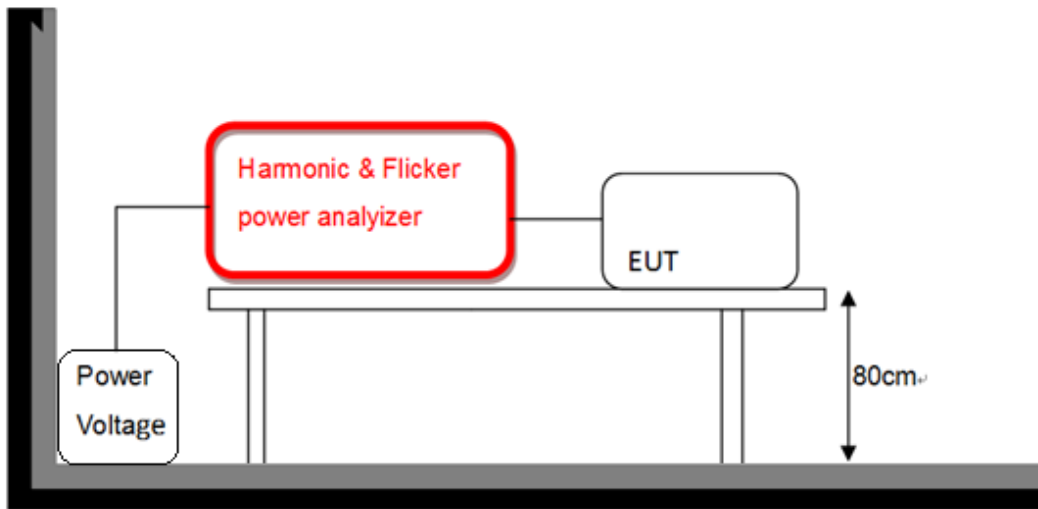 Harmonic & Flicker
power analyizer
EUT
Power
Voltage
80cm